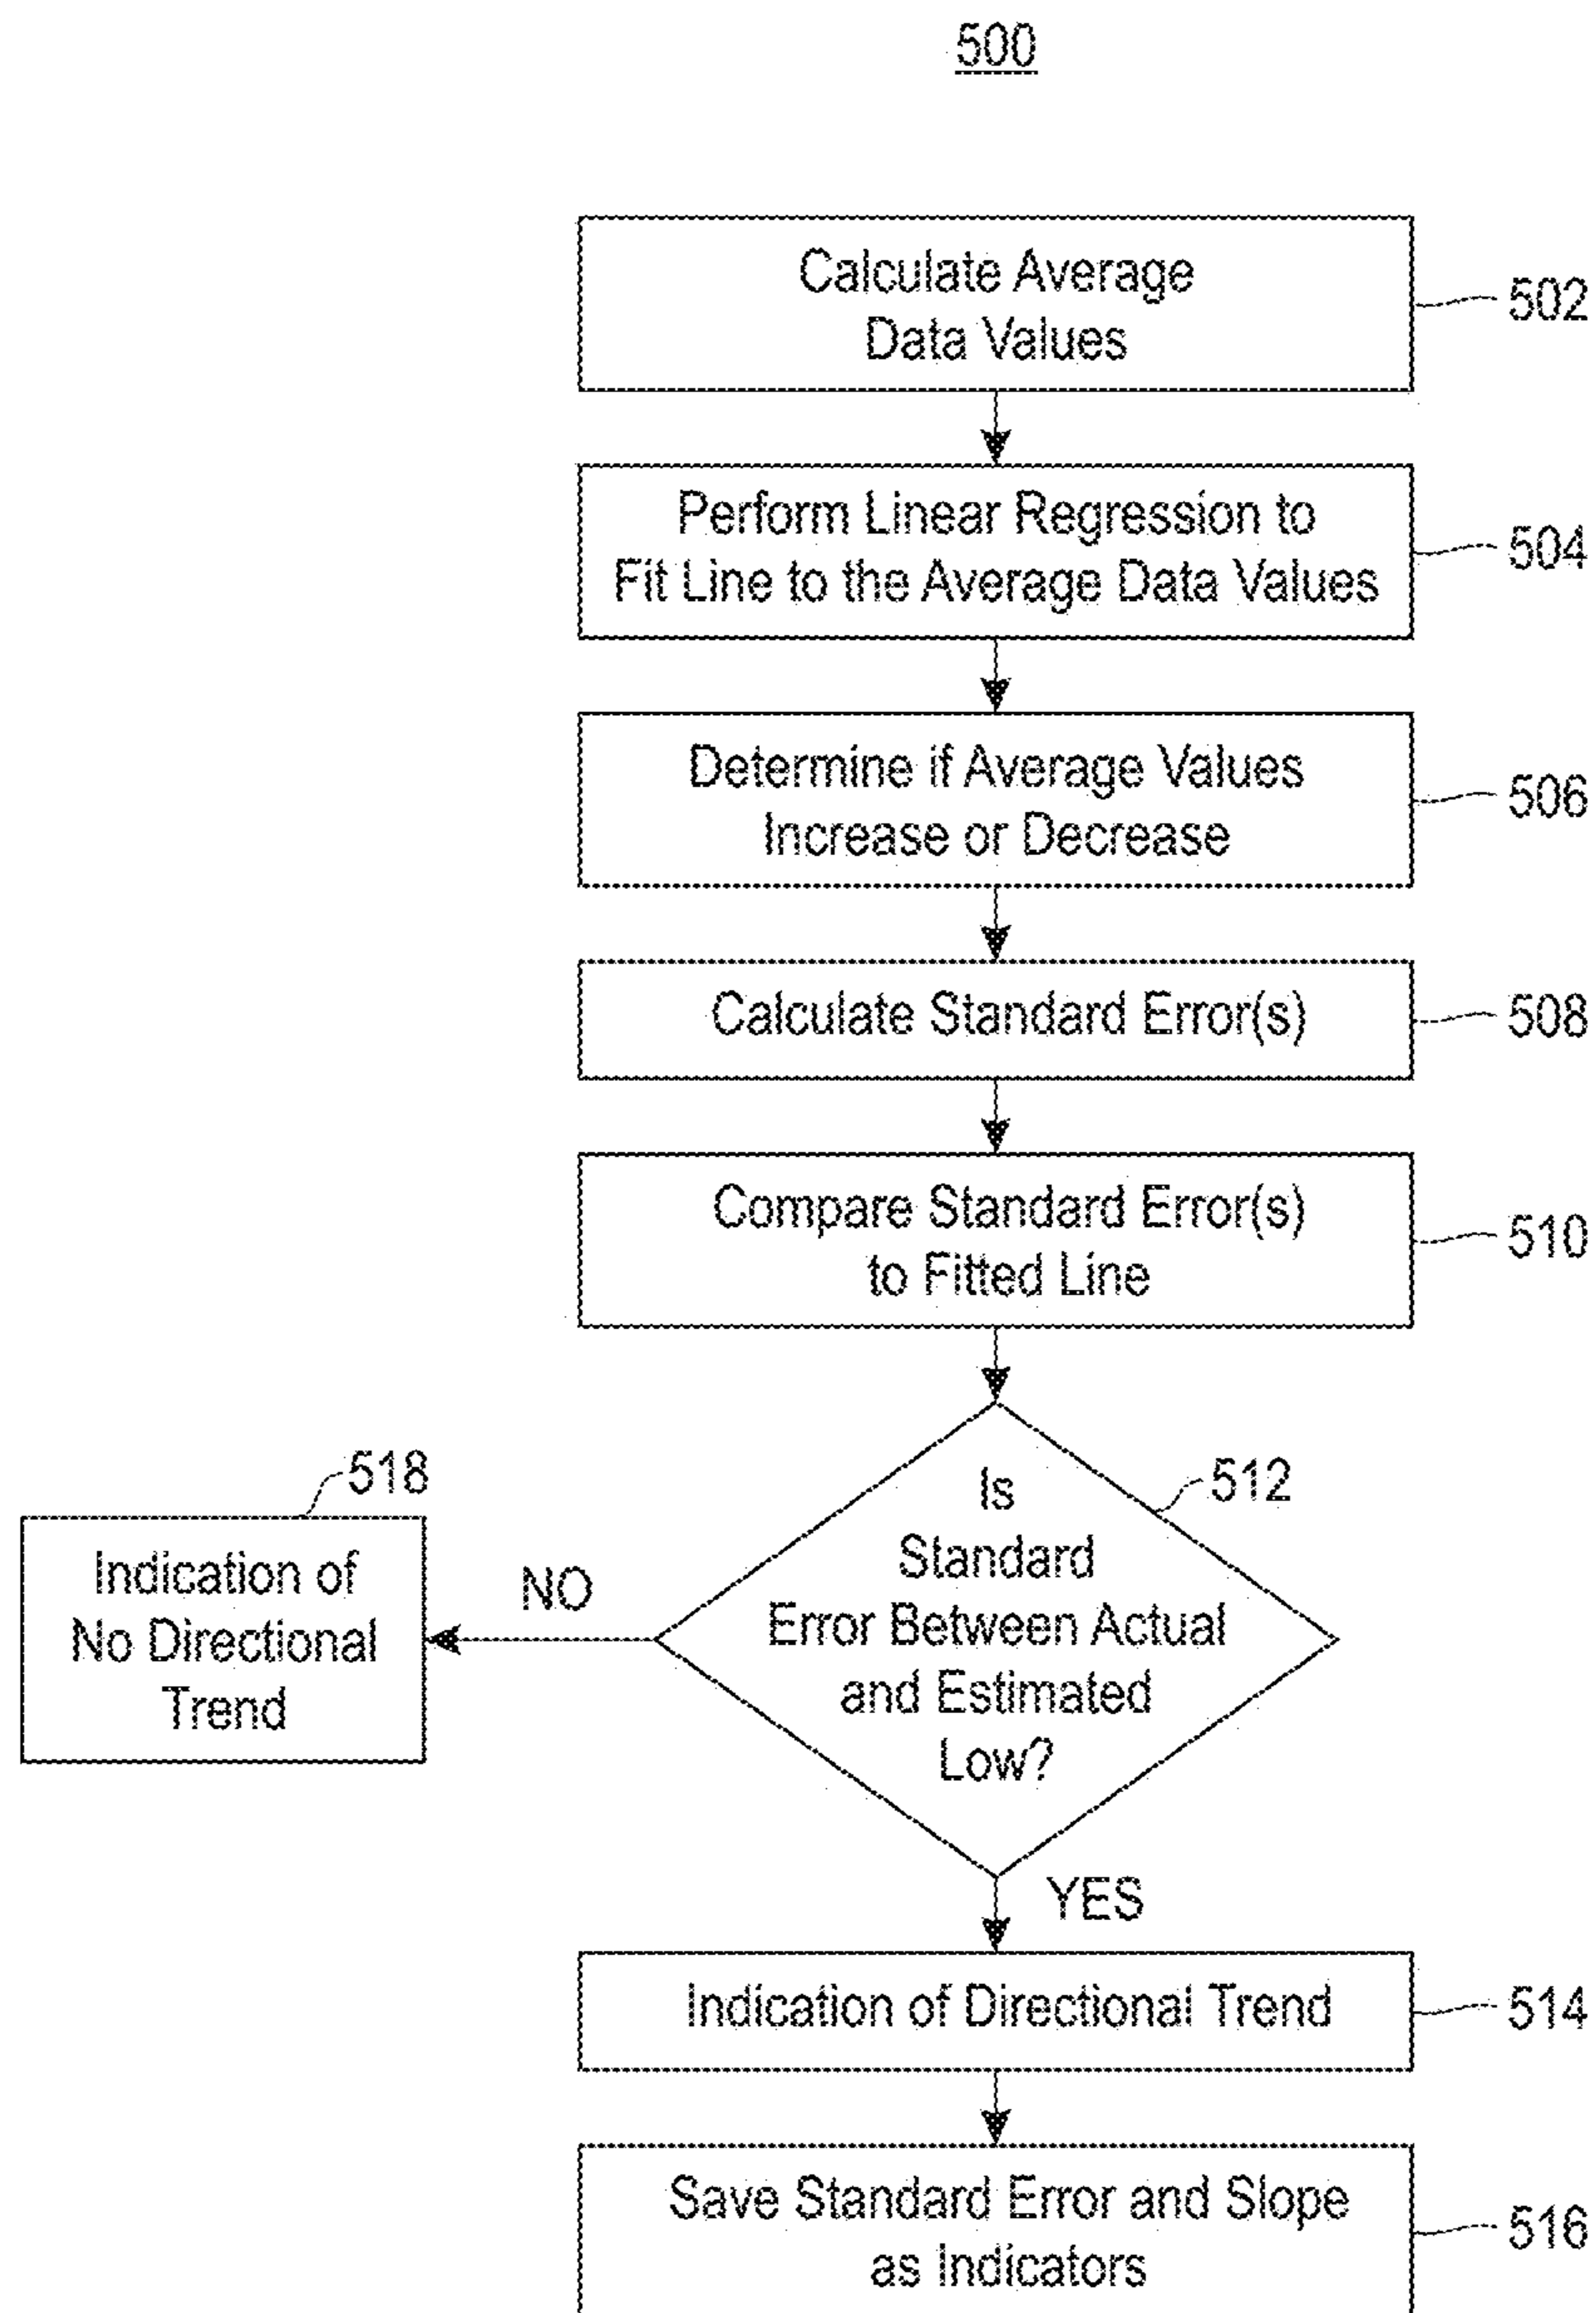 500
Calculate Average
Data Values
502
Perform Linear Regression to
Fit Line to the Average Data Values
504
Determine if Average Values
Increase or Decrease
506
Calculate Standard Error(s)
508
Compare Standard Error(s)
to Fitted Line
510
Is
Standard
Error Between Actual
and Estimated
Low?
512
NO
518
Indication of
No Directional
Trend
YES
Indication of Directional Trend
514
Save Standard Error and Slope
as Indicators
516